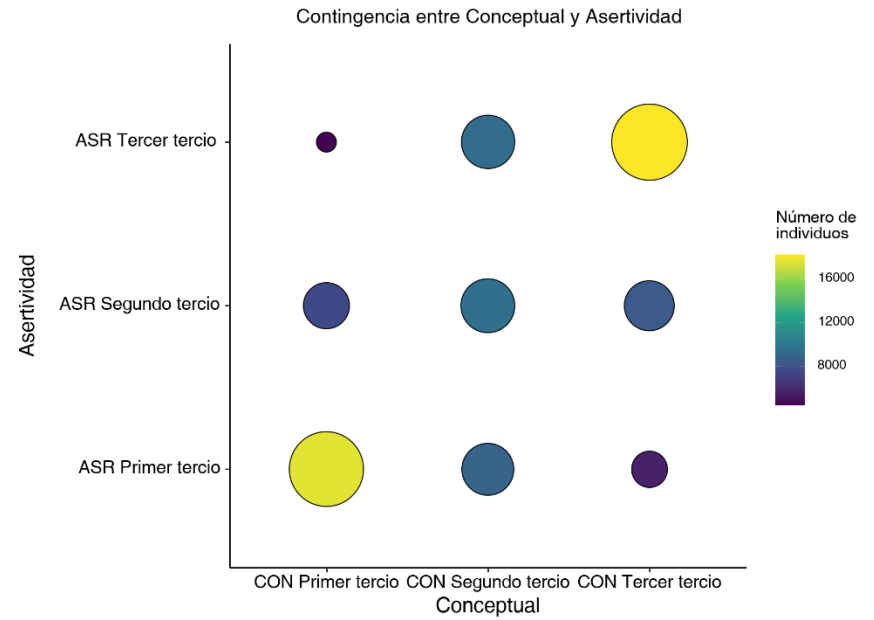 Contingencia entre Conceptual y Asertividad
ASR Tercer tercio
ASR Segundo tercio
ASR Primer tercio
Asertividad
CON Primer tercio CON Segundo tercio CON Tercer tercio
Conceptual
Número de
individuos
16000
12000
8000